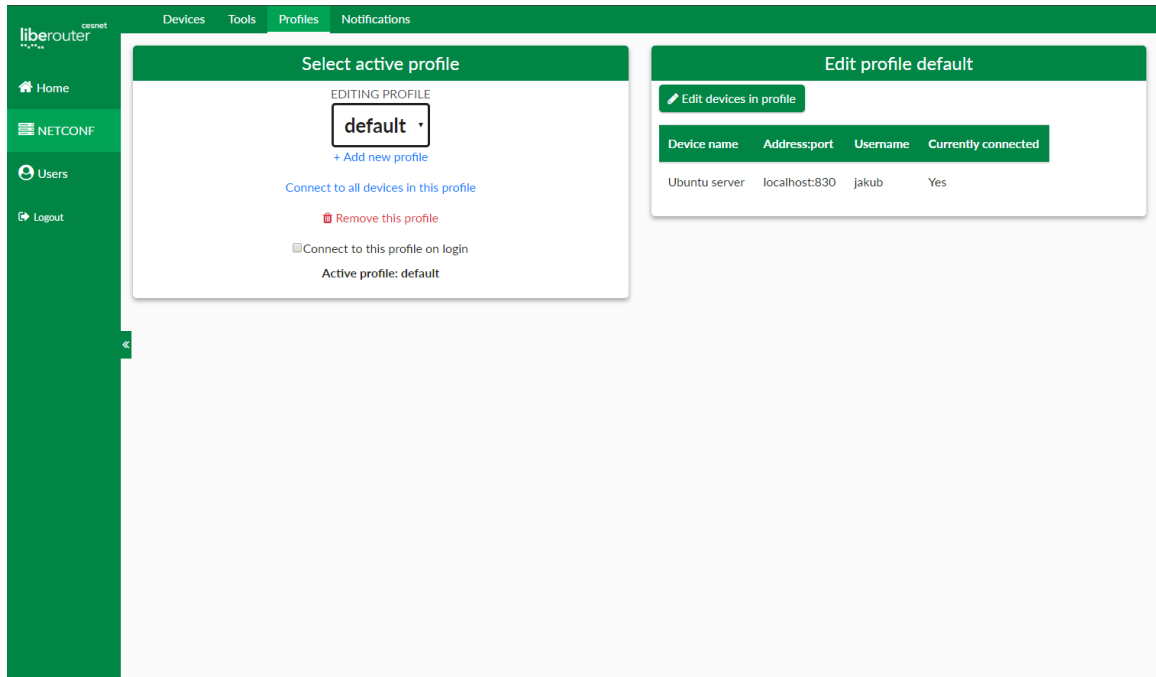 cesnet
liberouter
Home
NETCONF
Users
Logout
Devices Tools Profiles Notifications
Select active profile
EDITING PROFILE
default
+ Add new profile
Connect to all devices in this profile
Remove this profile
Connect to this profile on login
Active profile: default
Edit profile default
Edit devices in profile
Device name Address:port Username Currently connected
Ubuntu server localhost:830 jakub Yes